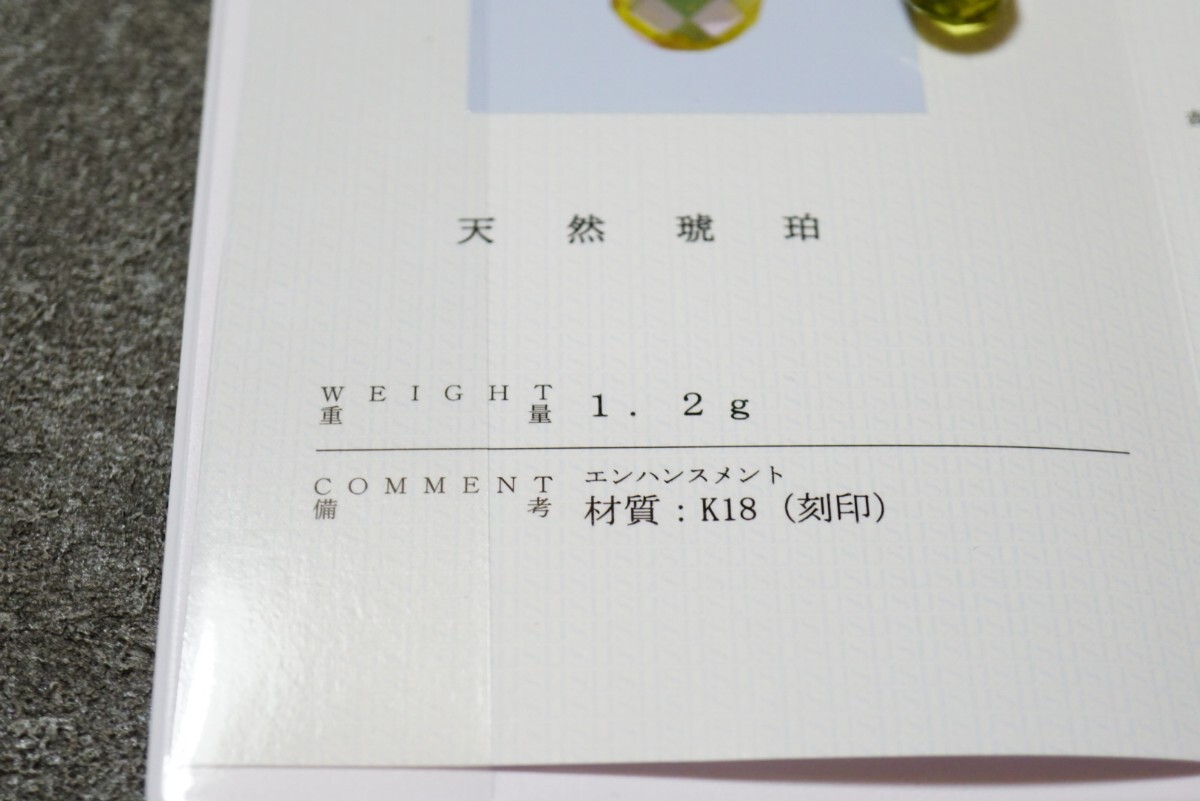 天然琥珀
WEIGHT
重量 1.2g
COMMENT エンハンスメント
備考 材質：K18（刻印）